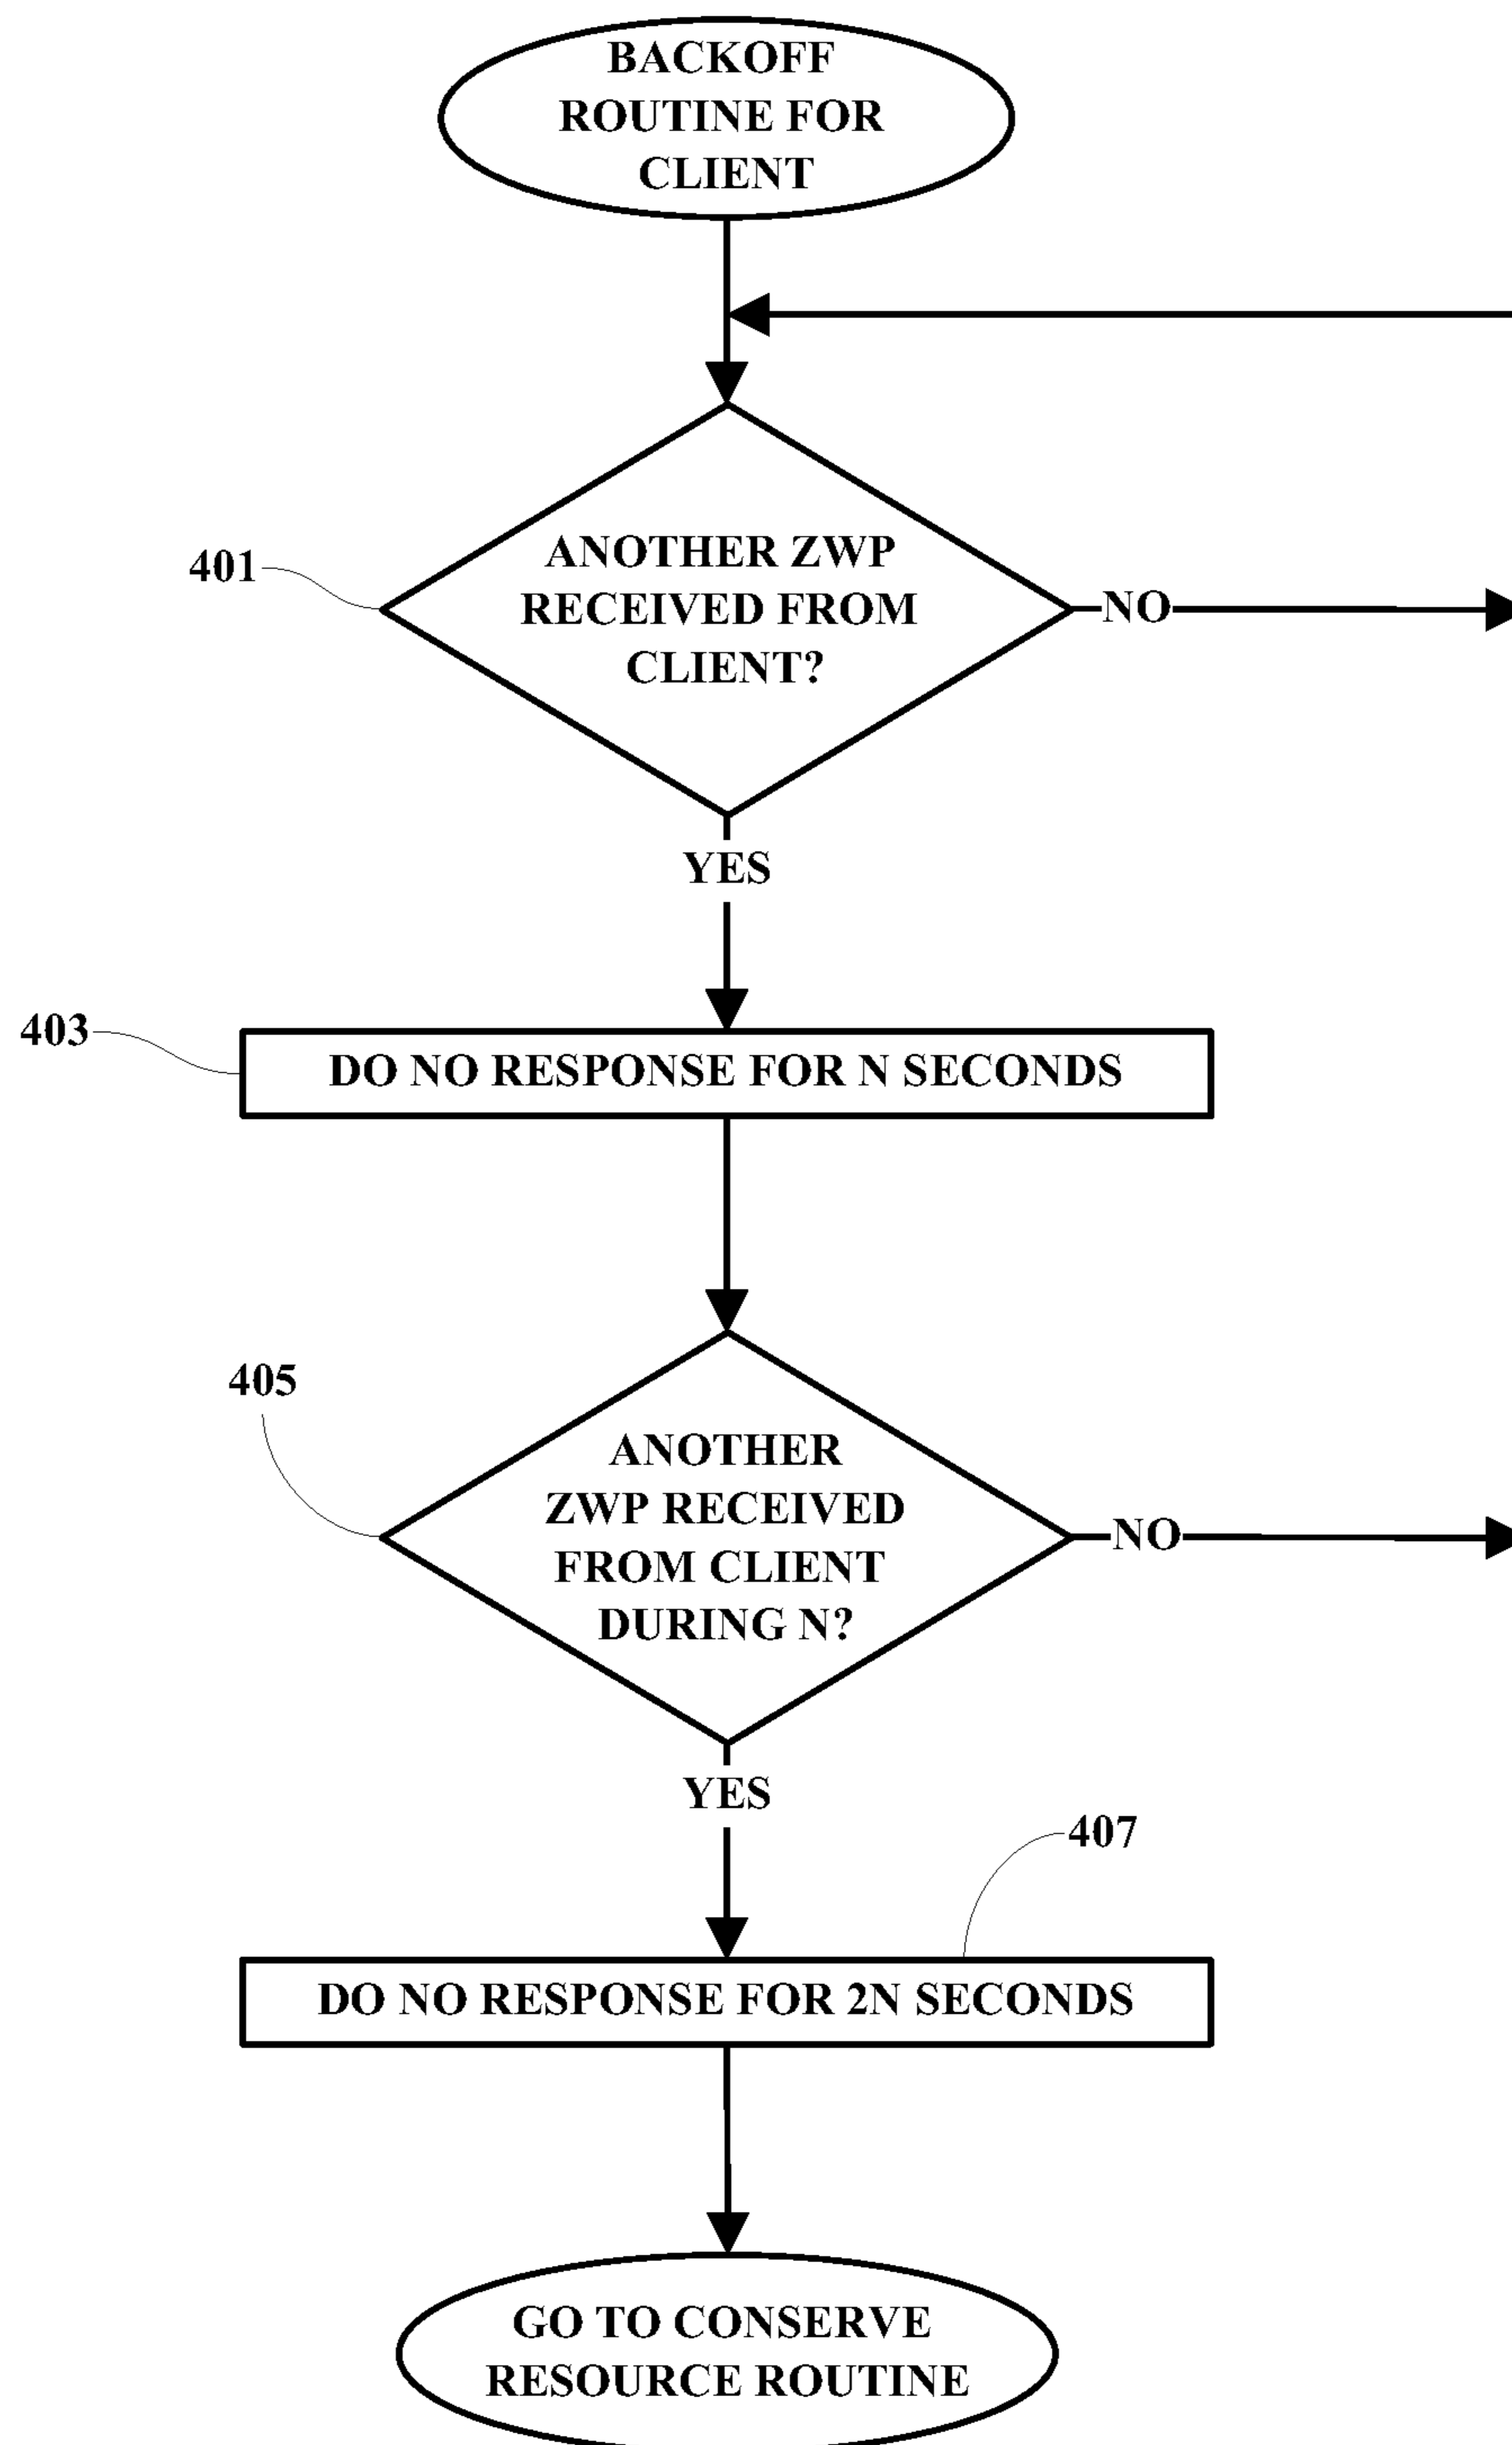 BACKOFF
ROUTINE FOR
CLIENT
401
ANOTHER ZWP
RECEIVED FROM
CLIENT?
NO
YES
403
DO NO RESPONSE FOR N SECONDS
405
ANOTHER
ZWP RECEIVED
FROM CLIENT
DURING N?
NO
YES
407
DO NO RESPONSE FOR 2N SECONDS
GO TO CONSERVE
RESOURCE ROUTINE